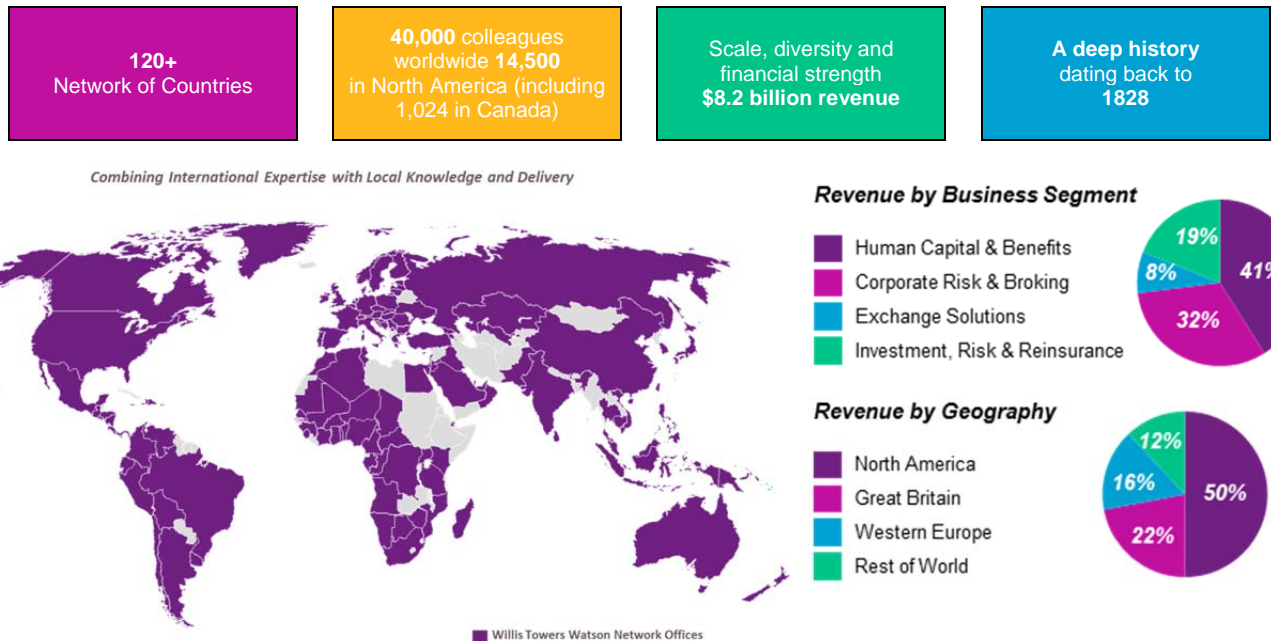 120+
Network of Countries
40,000 colleagues
worldwide 14,500
in North America (including
1,024 in Canada)
Scale, diversity and
financial strength
$8.2 billion revenue
A deep history
dating back to
1828
Combining International Expertise with Local Knowledge and Delivery
Willis Towers Watson Network Offices
Revenue by Business Segment
Human Capital & Benefits
Corporate Risk & Broking
Exchange Solutions
Investment, Risk & Reinsurance
19%
41%
8%
32%
Revenue by Geography
North America
Great Britain
Western Europe
Rest of World
12%
16%
50%
22%